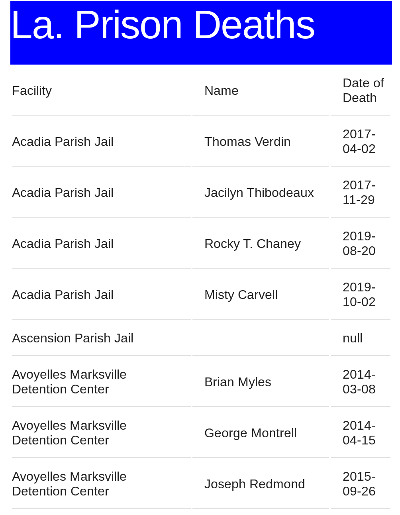 La. Prison Deaths
Facility Name Date of
Death
Acadia Parish Jail Thomas Verdin 2017-
04-02
Acadia Parish Jail Jacilyn Thibodeaux 2017-
11-29
Acadia Parish Jail Rocky T. Chaney 2019-
08-20
Acadia Parish Jail Misty Carvell 2019-
10-02
Ascension Parish Jail null
Avoyelles Marksville Brian Myles 2014-
Detention Center 03-08
Avoyelles Marksville George Montrell 2014-
Detention Center 04-15
Avoyelles Marksville Joseph Redmond 2015-
Detention Center 09-26